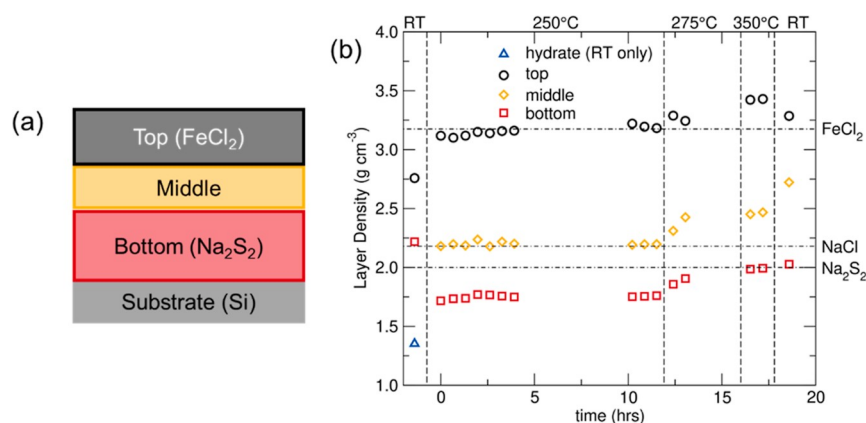 (a)
Top (FeCl₂)
Middle
Bottom (Na₂S₂)
Substrate (Si)
(b)
RT 250°C 275°C 350°C RT
4.0
3.5
3.0
2.5
2.0
1.5
1.0
Layer Density (g cm⁻³)
hydrate (RT only)
top
middle
bottom
FeCl₂
NaCl
Na₂S₂
0 5 10 15 20
time (hrs)